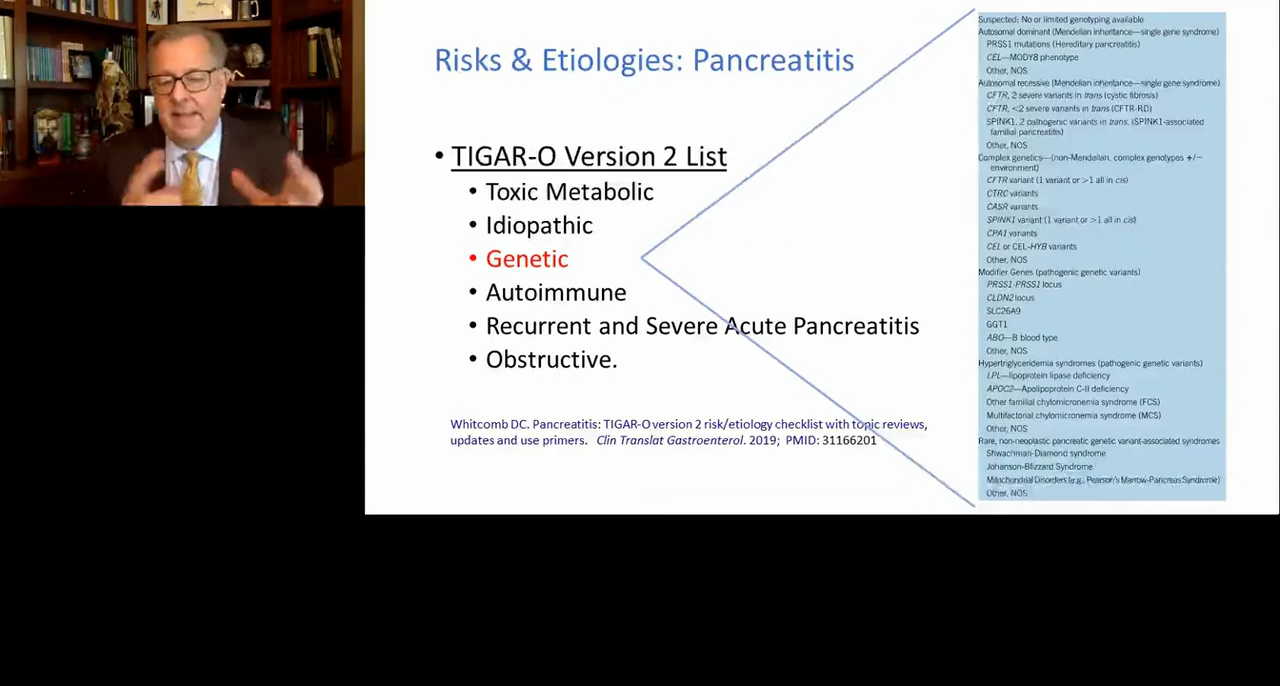 Risks & Etiologies: Pancreatitis
• TIGAR-O Version 2 List
• Toxic Metabolic
• Idiopathic
• Genetic
• Autoimmune
• Recurrent and Severe Acute Pancreatitis
• Obstructive.
Whitcomb DC. Pancreatitis: TIGAR-O version 2 risk/etiology checklist with topic reviews,
updates and use primers. Clin Translat Gastroenterol. 2019; PMID: 31166201
Suspected; No or limited genotyping available
Autosomal dominant (Mendelian inheritance—single gene syndrome)
PRSS1 mutations (Hereditary pancreatitis)
CEL—MODY8 phenotype
Other, NOS
Autosomal recessive (Mendelian inheritance—single gene syndrome)
CFTR, 2 severe variants in trans (cystic fibrosis)
CFTR, <2 severe variants in trans (CFTR-RD)
SPINK1, 2 pathogenic variants in trans. (SPINK1-associated
familial pancreatitis)
Other, NOS
Complex genetics—(non-Mendelian, complex genotypes +/−
environment)
CFTR variant (1 variant or >1 all in cis)
CTRC variants
CASR variants
SPINK1 variant (1 variant or >1 all in cis)
CPA1 variants
CEL or CEL-HYB variants
Other, NOS
Modifier Genes (pathogenic genetic variants)
PRSS1-PRSS1 locus
CLDN2 locus
SLC26A9
GGT1
ABO—B blood type
Other, NOS
Hypertriglyceridemia syndromes (pathogenic genetic variants)
LPL—lipoprotein lipase deficiency
APOC2—Apolipoprotein C-II deficiency
Other familial chylomicronemia syndrome (FCS)
Multifactorial chylomicronemia syndrome (MCS)
Other, NOS
Rare, non-neoplastic pancreatic genetic variant-associated syndromes
Shwachman-Diamond syndrome
Johanson-Blizzard Syndrome
Mitochondrial Disorders (e.g., Pearson's Marrow-Pancreas Syndrome)
Other, NOS